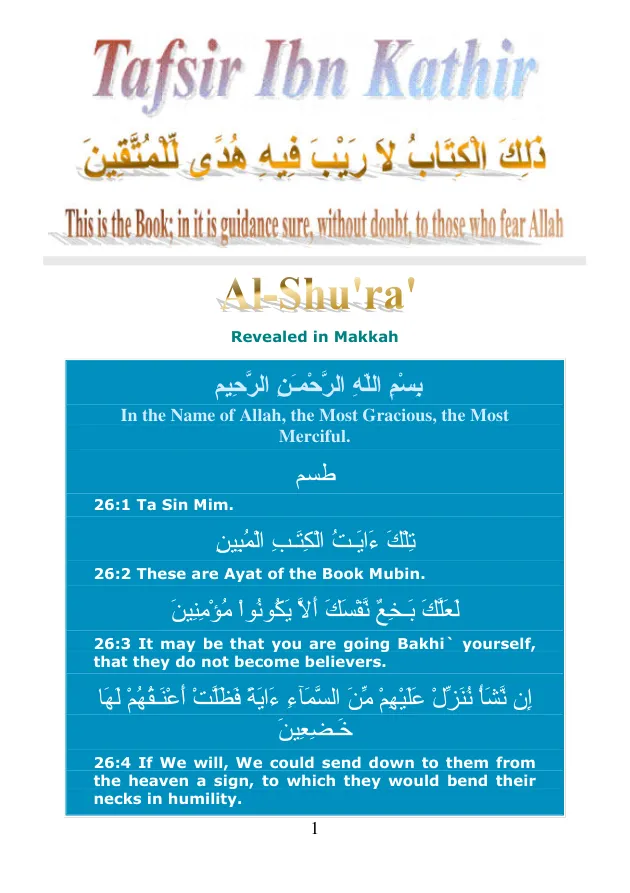 Tafsir Ibn Kathir
ذَلِكَ الْكِتَابُ لاَ رَيْبَ فِيهِ هُدًى لِّلْمُتَّقِينَ
This is the Book; in it is guidance sure, without doubt, to those who fear Allah
Al-Shu'ra'
Revealed in Makkah
بِسْمِ اللَّهِ الرَّحْمَـنِ الرَّحِيمِ
In the Name of Allah, the Most Gracious, the Most
Merciful.
طسم
26:1 Ta Sin Mim.
تِلْكَ ءَايَـتُ الْكِتَـبِ الْمُبِينِ
26:2 These are Ayat of the Book Mubin.
لَعَلَّكَ بَـخِعٌ نَّفْسَكَ أَلاَّ يَكُونُواْ مُؤْمِنِينَ
26:3 It may be that you are going Bakhi` yourself,
that they do not become believers.
إِن نَّشَأْ نُنَزِّلْ عَلَيْهِمْ مِّنَ السَّمَآءِ ءَايَةً فَظَلَّتْ أَعْنَـقُهُمْ لَهَا
خَـضِعِينَ
26:4 If We will, We could send down to them from
the heaven a sign, to which they would bend their
necks in humility.
1